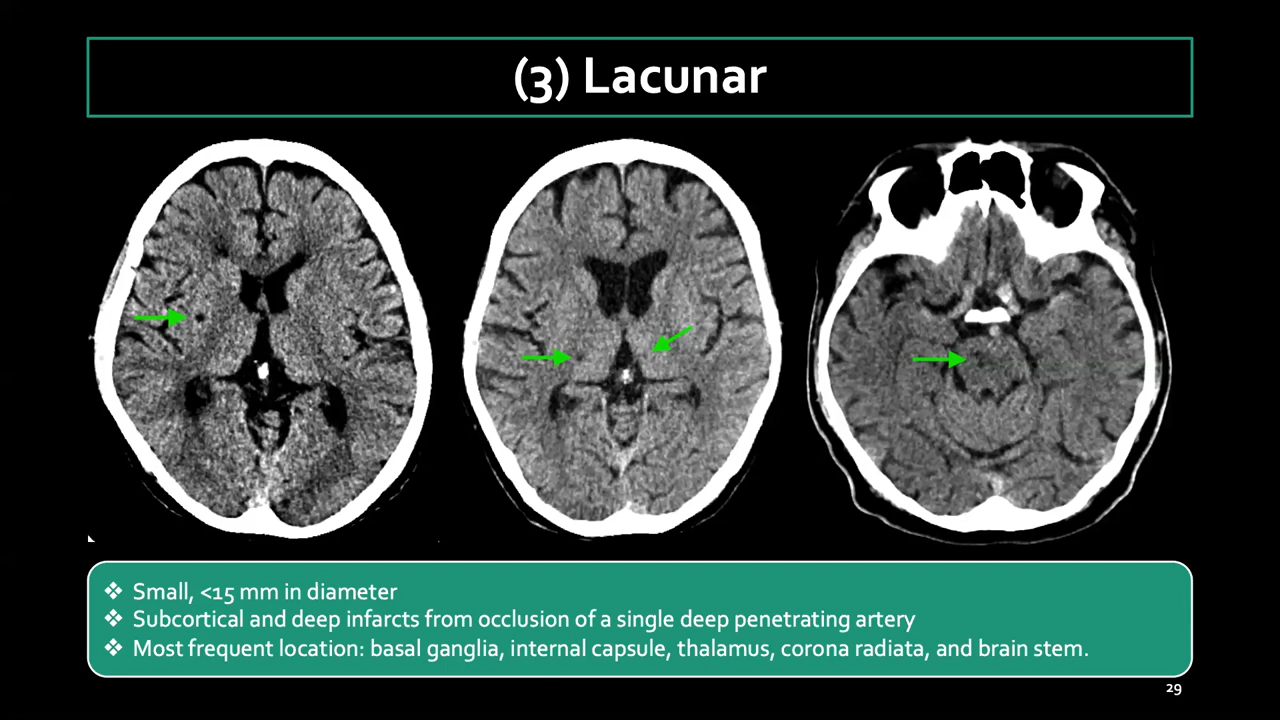 (3) Lacunar
❖ Small, <15 mm in diameter
❖ Subcortical and deep infarcts from occlusion of a single deep penetrating artery
❖ Most frequent location: basal ganglia, internal capsule, thalamus, corona radiata, and brain stem.
29